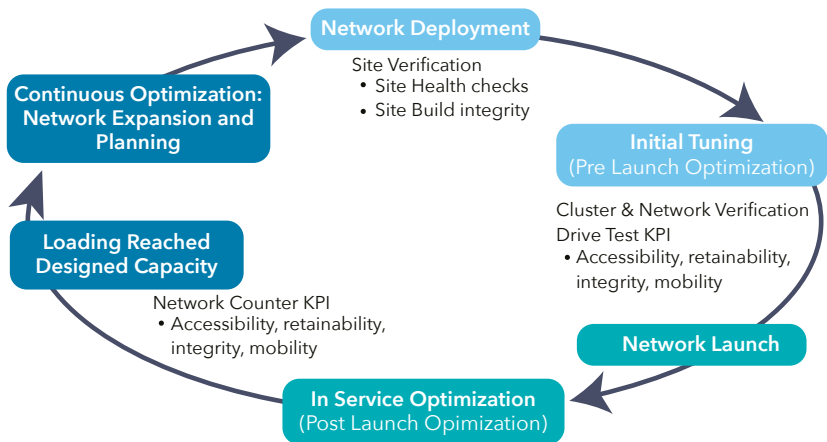 Network Deployment
Site Verification
• Site Health checks
• Site Build integrity
Initial Tuning
(Pre Launch Optimization)
Cluster & Network Verification
Drive Test KPI
• Accessibility, retainability,
integrity, mobility
Network Launch
In Service Optimization
(Post Launch Opimization)
Network Counter KPI
• Accessibility, retainability,
integrity, mobility
Loading Reached
Designed Capacity
Continuous Optimization:
Network Expansion and
Planning